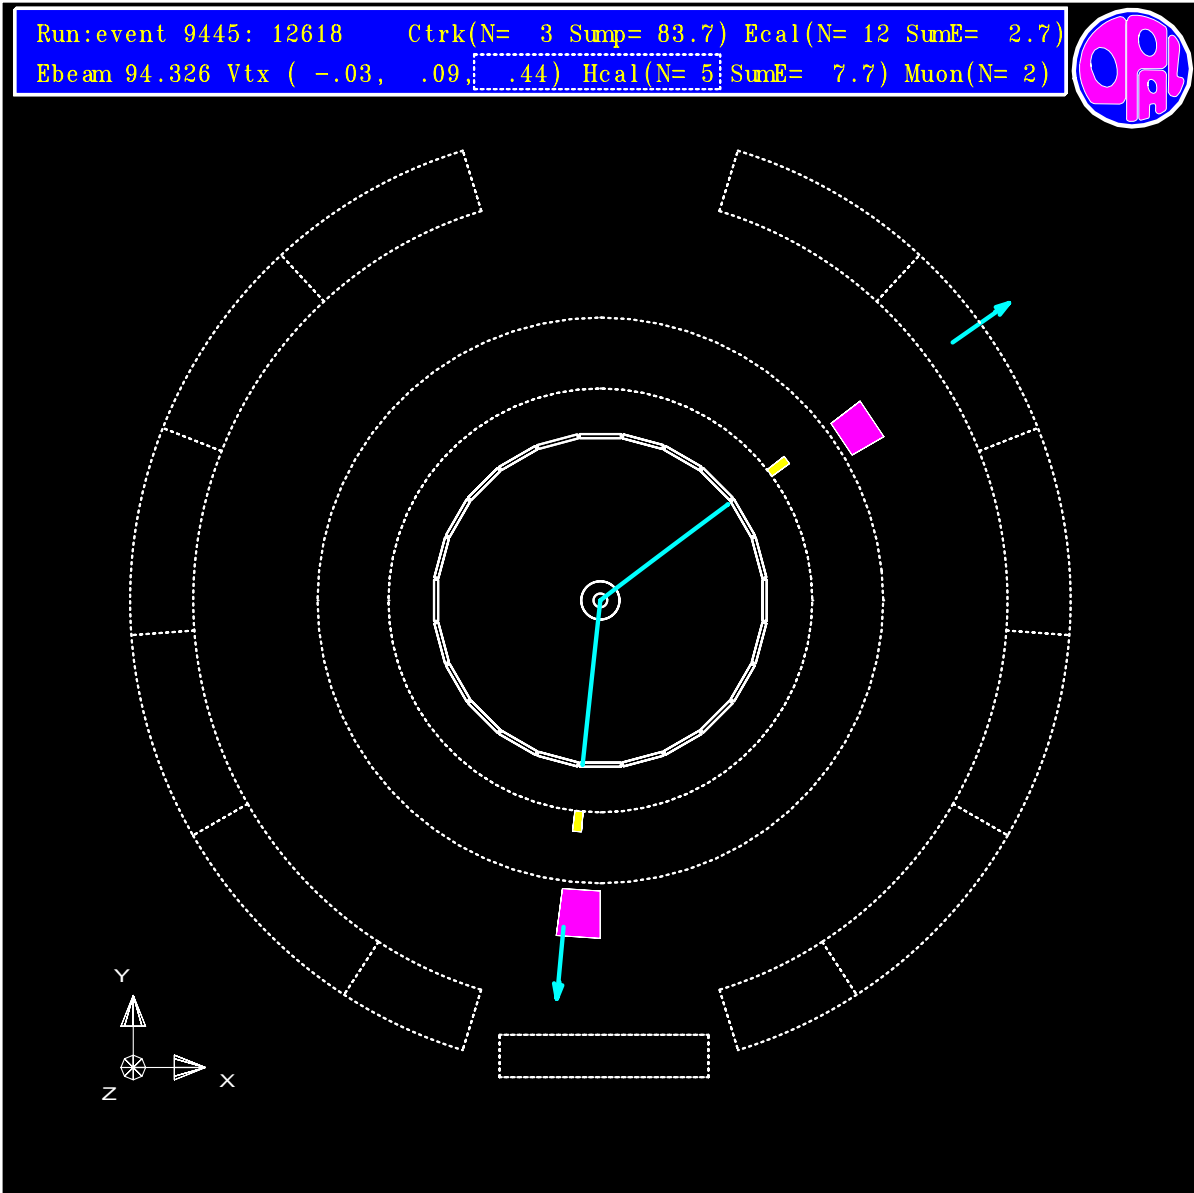 Run:event 9445: 12618 Ctrk(N= 3 Sump= 83.7) Ecal(N= 12 SumE= 2.7)
Ebeam 94.326 Vtx ( -.03, .09, .44) Hcal(N= 5 SumE= 7.7) Muon(N= 2)
OPAL
Y
X
Z